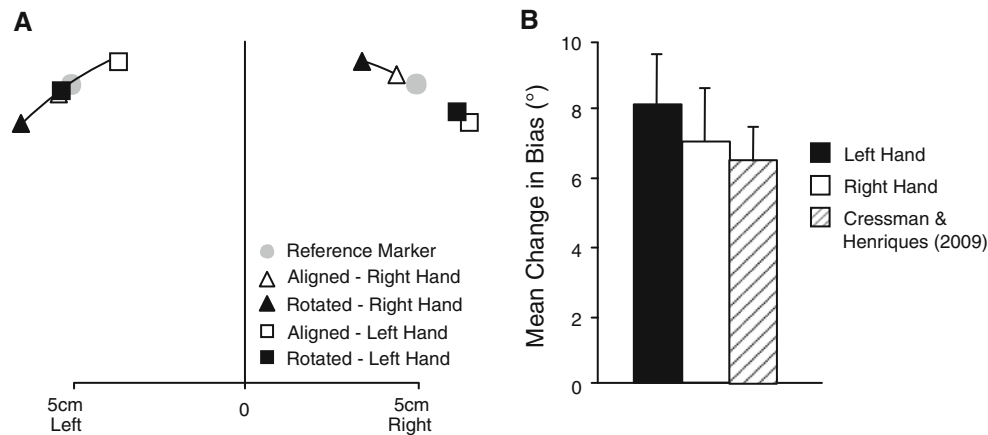 A
Reference Marker
Aligned - Right Hand
Rotated - Right Hand
Aligned - Left Hand
Rotated - Left Hand
5cm
Left
0
5cm
Right
B
Mean Change in Bias (°)
10
8
6
4
2
0
Left Hand
Right Hand
Cressman &
Henriques (2009)